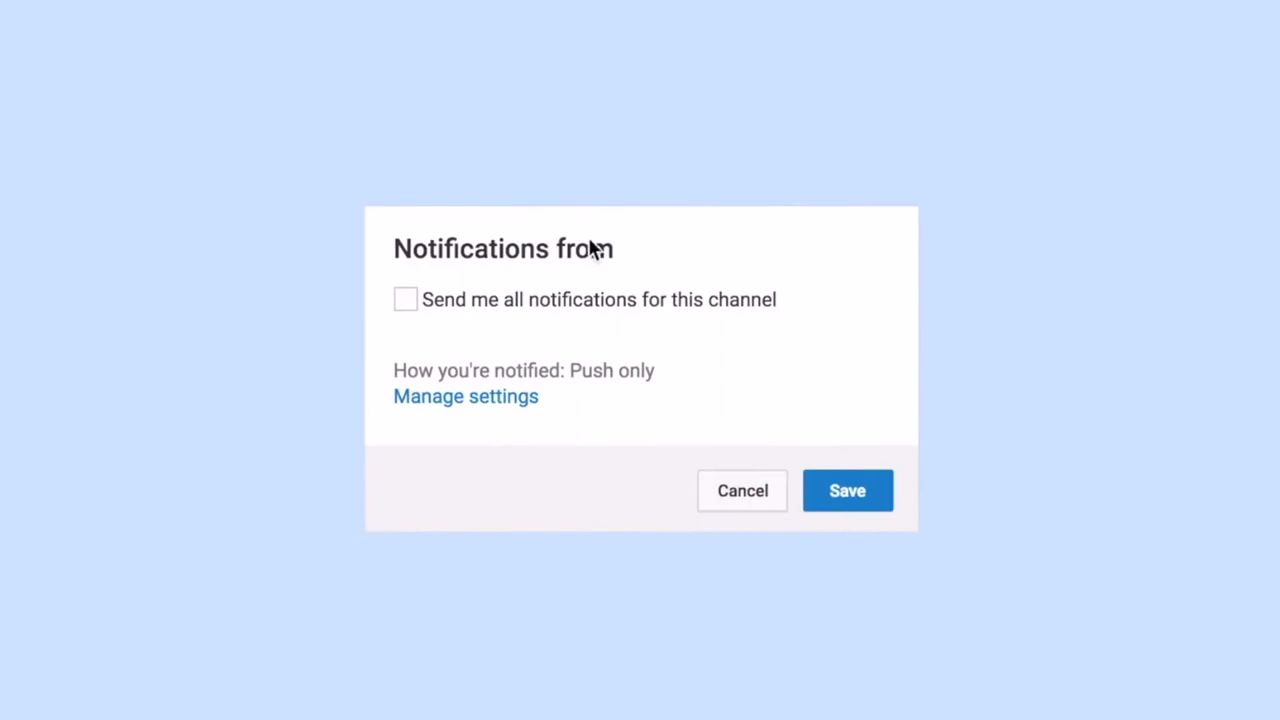 Notifications from
Send me all notifications for this channel
How you're notified: Push only
Manage settings
Cancel
Save